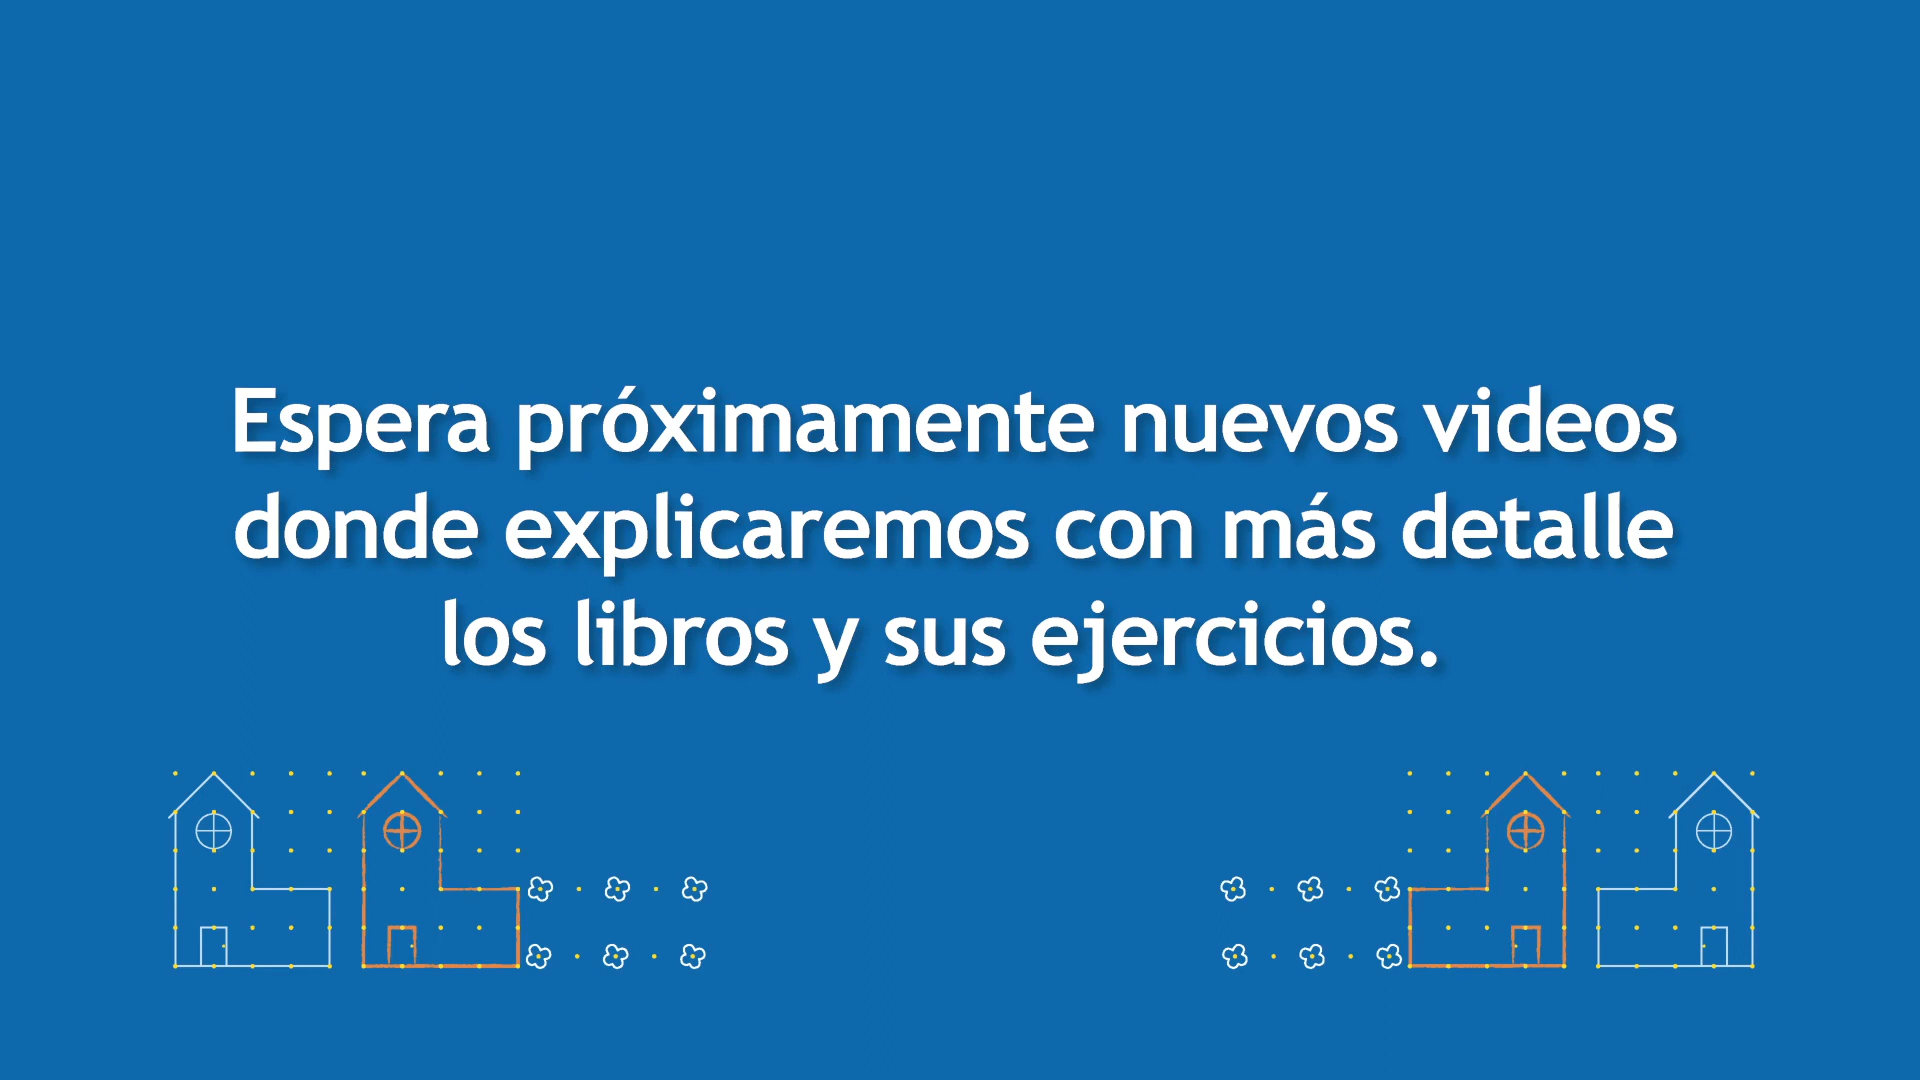 Espera próximamente nuevos videos
donde explicaremos con más detalle
los libros y sus ejercicios.